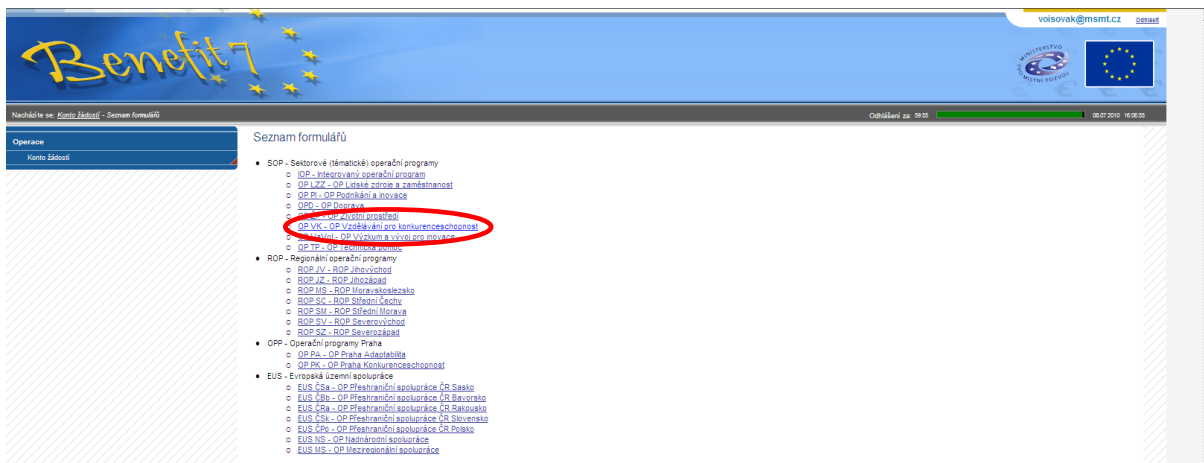 voisovak@msmt.cz Odhlásit
Benefit7
Nacházíte se: Konto žádostí - Seznam formulářů
Odhlášení za: 59:55
08.07.2010 16:06:55
Operace
Konto žádostí
Seznam formulářů
SOP - Sektorové (tématické) operační programy
IOP - Integrovaný operační program
OP LZZ - OP Lidské zdroje a zaměstnanost
OP PI - OP Podnikání a inovace
OPD - OP Doprava
OP ŽP - OP Životní prostředí
OP VK - OP Vzdělávání pro konkurenceschopnost
OP VaVpI - OP Výzkum a vývoj pro inovace
OP TP - OP Technická pomoc
ROP - Regionální operační programy
ROP JV - ROP Jihovýchod
ROP JZ - ROP Jihozápad
ROP MS - ROP Moravskoslezsko
ROP SC - ROP Střední Čechy
ROP SM - ROP Střední Morava
ROP SV - ROP Severovýchod
ROP SZ - ROP Severozápad
OPP - Operační programy Praha
OP PA - OP Praha Adaptabilita
OP PK - OP Praha Konkurenceschopnost
EUS - Evropská územní spolupráce
EUS ČSa - OP Přeshraniční spolupráce ČR Sasko
EUS ČBb - OP Přeshraniční spolupráce ČR Bavorsko
EUS ČRa - OP Přeshraniční spolupráce ČR Rakousko
EUS ČSk - OP Přeshraniční spolupráce ČR Slovensko
EUS ČPo - OP Přeshraniční spolupráce ČR Polsko
EUS NS - OP Nadnárodní spolupráce
EUS MS - OP Meziregionální spolupráce